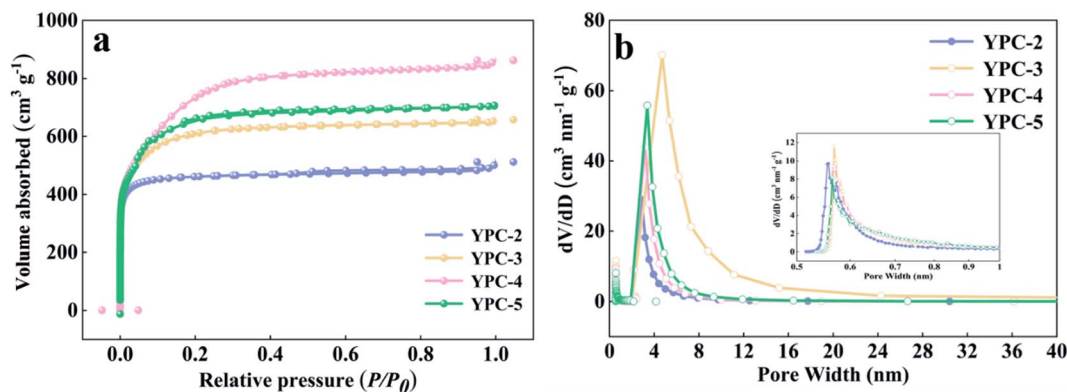 a
1000
800
600
400
200
0
Volume absorbed (cm³ g⁻¹)
YPC-2
YPC-3
YPC-4
YPC-5
0.0 0.2 0.4 0.6 0.8 1.0
Relative pressure (P/P₀)
b
80
60
40
20
0
dV/dD (cm³ nm⁻¹ g⁻¹)
YPC-2
YPC-3
YPC-4
YPC-5
12
10
8
6
4
2
0
dV/dD (cm³ nm⁻¹ g⁻¹)
0.5 0.6 0.7 0.8 0.9 1
Pore Width (nm)
0 4 8 12 16 20 24 28 32 36 40
Pore Width (nm)